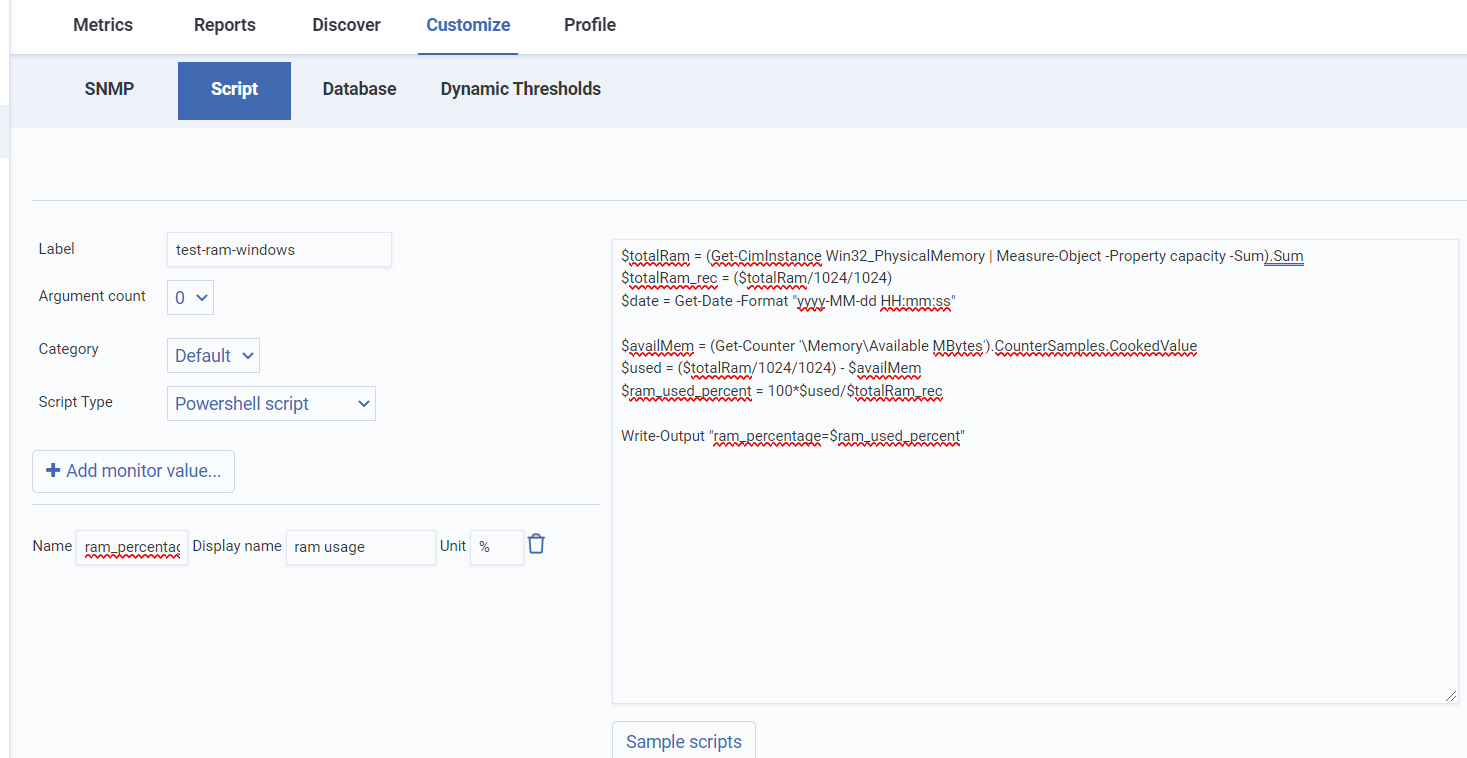 Metrics Reports Discover Customize Profile
SNMP Script Database Dynamic Thresholds
Label test-ram-windows
Argument count 0
Category Default
Script Type Powershell script
Add monitor value...
Name ram_percentac Display name ram usage Unit %
$totalRam = (Get-CimInstance Win32_PhysicalMemory | Measure-Object -Property capacity -Sum).Sum
$totalRam_rec = ($totalRam/1024/1024)
$date = Get-Date -Format "yyyy-MM-dd HH:mm:ss"
$availMem = (Get-Counter '\Memory\Available MBytes').CounterSamples.CookedValue
$used = ($totalRam/1024/1024) - $availMem
$ram_used_percent = 100*$used/$totalRam_rec
Write-Output "ram_percentage=$ram_used_percent"
Sample scripts